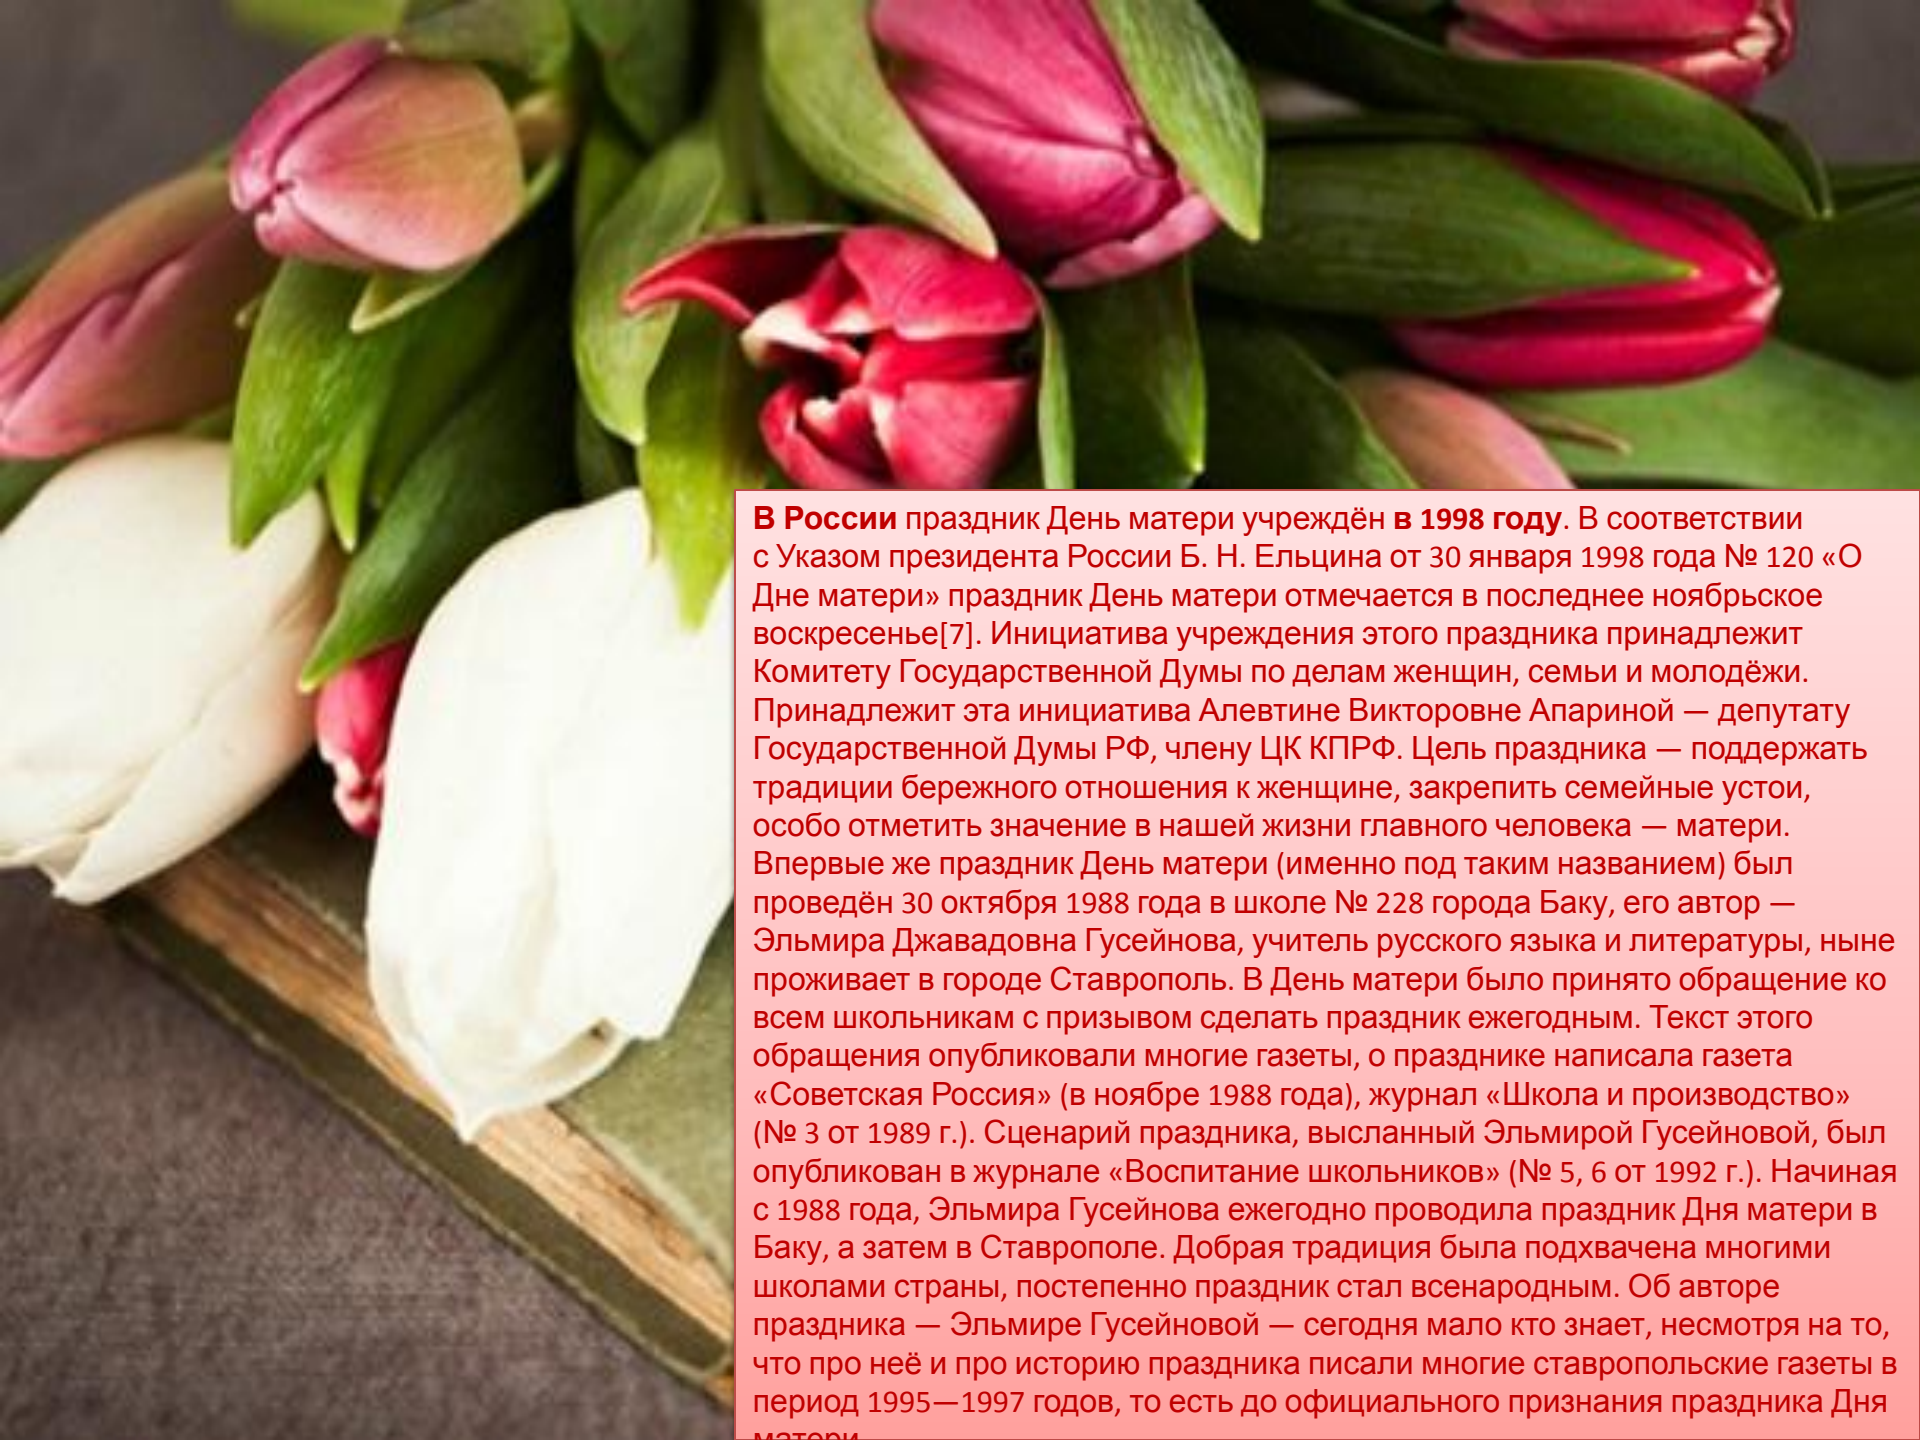 В России праздник День матери учреждён в 1998 году. В соответствии
с Указом президента России Б. Н. Ельцина от 30 января 1998 года № 120 «О
Дне матери» праздник День матери отмечается в последнее ноябрьское
воскресенье[7]. Инициатива учреждения этого праздника принадлежит
Комитету Государственной Думы по делам женщин, семьи и молодёжи.
Принадлежит эта инициатива Алевтине Викторовне Апариной — депутату
Государственной Думы РФ, члену ЦК КПРФ. Цель праздника — поддержать
традиции бережного отношения к женщине, закрепить семейные устои,
особо отметить значение в нашей жизни главного человека — матери.
Впервые же праздник День матери (именно под таким названием) был
проведён 30 октября 1988 года в школе № 228 города Баку, его автор —
Эльмира Джавадовна Гусейнова, учитель русского языка и литературы, ныне
проживает в городе Ставрополь. В День матери было принято обращение ко
всем школьникам с призывом сделать праздник ежегодным. Текст этого
обращения опубликовали многие газеты, о празднике написала газета
«Советская Россия» (в ноябре 1988 года), журнал «Школа и производство»
(№ 3 от 1989 г.). Сценарий праздника, высланный Эльмирой Гусейновой, был
опубликован в журнале «Воспитание школьников» (№ 5, 6 от 1992 г.). Начиная
с 1988 года, Эльмира Гусейнова ежегодно проводила праздник Дня матери в
Баку, а затем в Ставрополе. Добрая традиция была подхвачена многими
школами страны, постепенно праздник стал всенародным. Об авторе
праздника — Эльмире Гусейновой — сегодня мало кто знает, несмотря на то,
что про неё и про историю праздника писали многие ставропольские газеты в
период 1995—1997 годов, то есть до официального признания праздника Дня
матери.